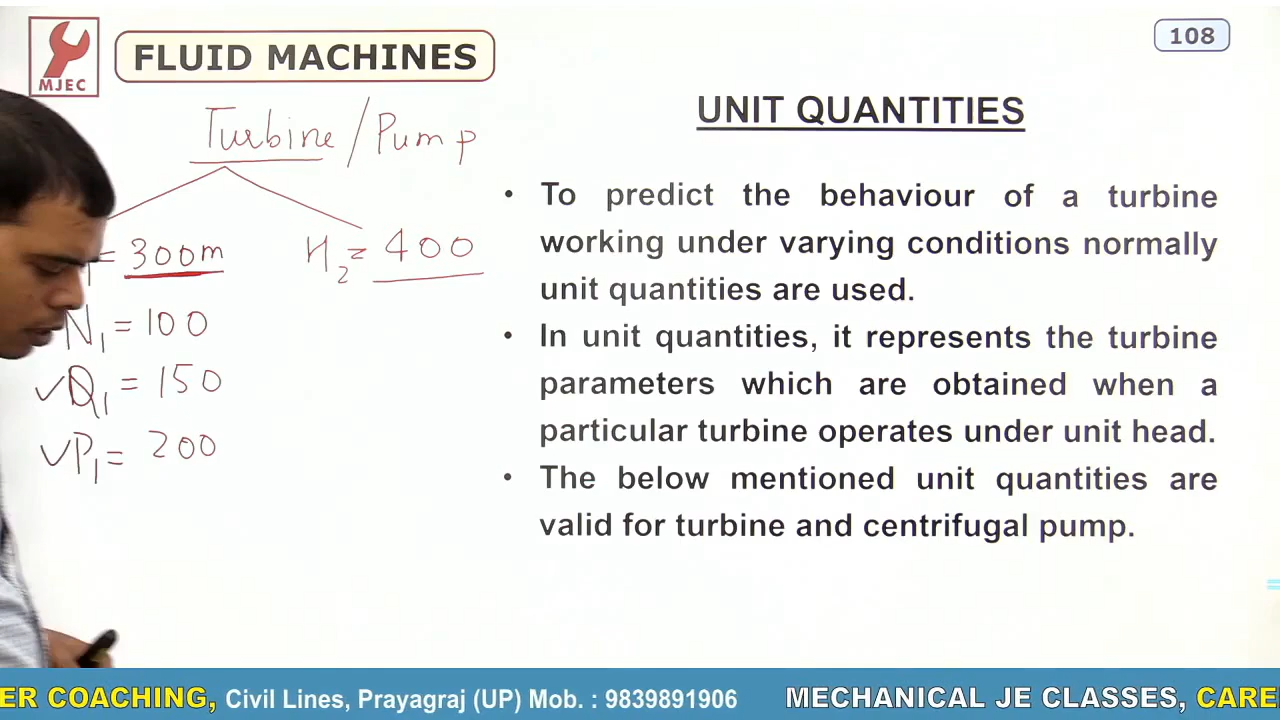 MJEC
FLUID MACHINES
108
Turbine / Pump
= 300m
H2 = 400
N1 = 100
✓Q1 = 150
✓P1 = 200
UNIT QUANTITIES
• To predict the behaviour of a turbine
working under varying conditions normally
unit quantities are used.
• In unit quantities, it represents the turbine
parameters which are obtained when a
particular turbine operates under unit head.
• The below mentioned unit quantities are
valid for turbine and centrifugal pump.
ER COACHING, Civil Lines, Prayagraj (UP) Mob. : 9839891906 MECHANICAL JE CLASSES, CARE